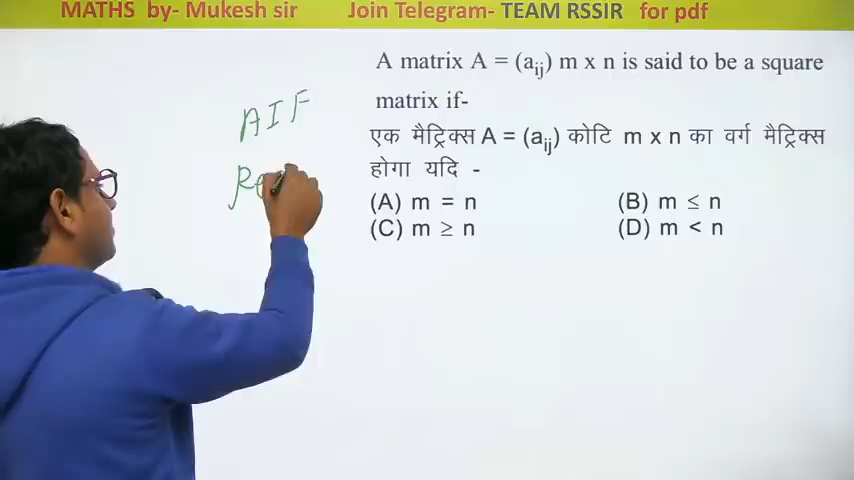 MATHS by- Mukesh sir Join Telegram- TEAM RSSIR for pdf
A matrix A = (aij) m x n is said to be a square
matrix if-
एक मैट्रिक्स A = (aij) कोटि m x n का वर्ग मैट्रिक्स
होगा यदि -
(A) m = n (B) m ≤ n
(C) m ≥ n (D) m < n
AIF
Re